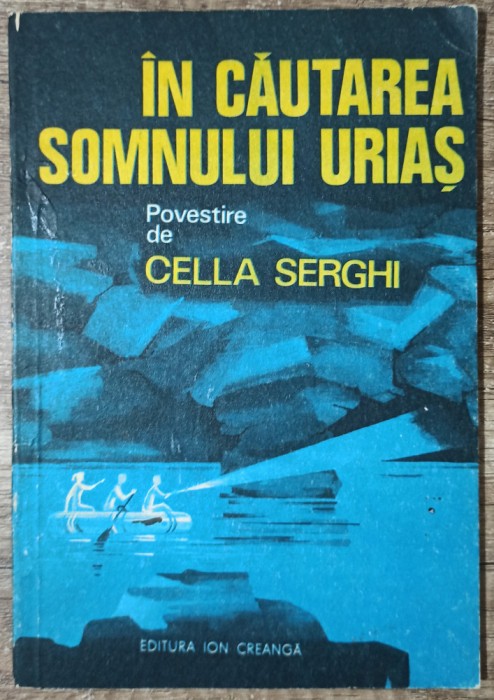 ÎN CĂUTAREA
SOMNULUI URIAȘ
Povestire
de
CELLA SERGHI
EDITURA ION CREANGĂ